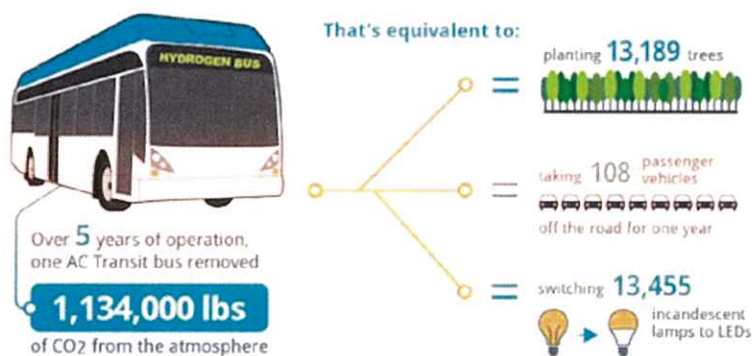 That's equivalent to:
HYDROGEN BUS
planting 13,189 trees
taking 108 passenger
vehicles
off the road for one year
Over 5 years of operation,
one AC Transit bus removed
1,134,000 lbs
of CO2 from the atmosphere
switching 13,455
incandescent
lamps to LEDs